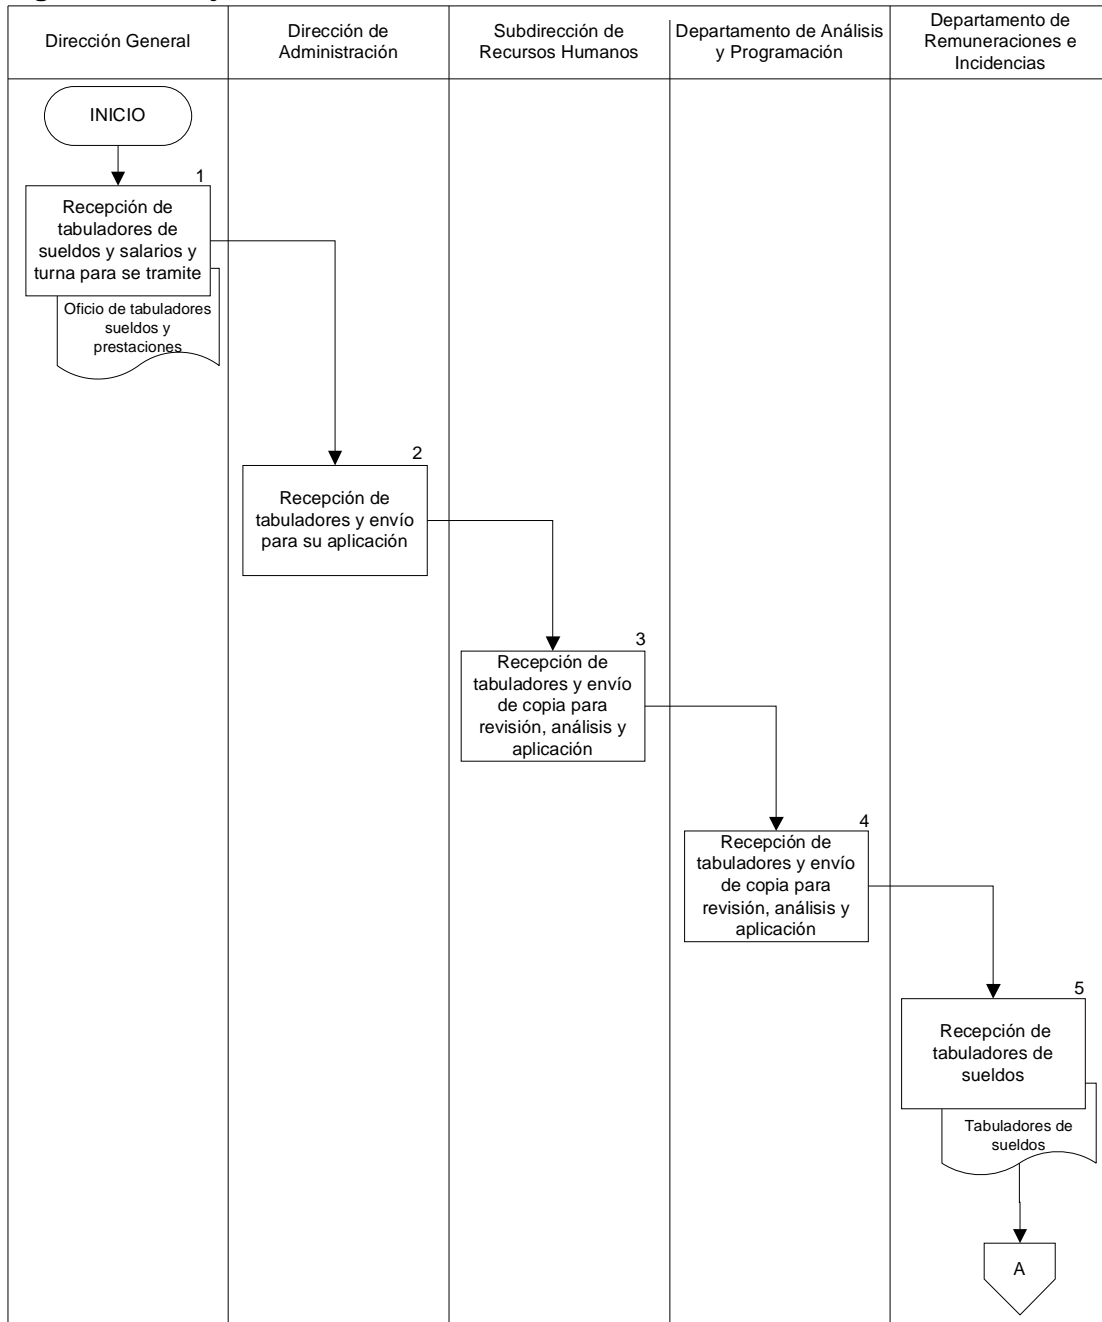 Dirección General
Dirección de
Administración
Subdirección de
Recursos Humanos
Departamento de Análisis
y Programación
Departamento de
Remuneraciones e
Incidencias
INICIO
1
Recepción de
tabuladores de
sueldos y salarios y
turna para se tramite
Oficio de tabuladores
sueldos y
prestaciones
2
Recepción de
tabuladores y envío
para su aplicación
3
Recepción de
tabuladores y envío
de copia para
revisión, análisis y
aplicación
4
Recepción de
tabuladores y envío
de copia para
revisión, análisis y
aplicación
5
Recepción de
tabuladores de
sueldos
Tabuladores de
sueldos
A